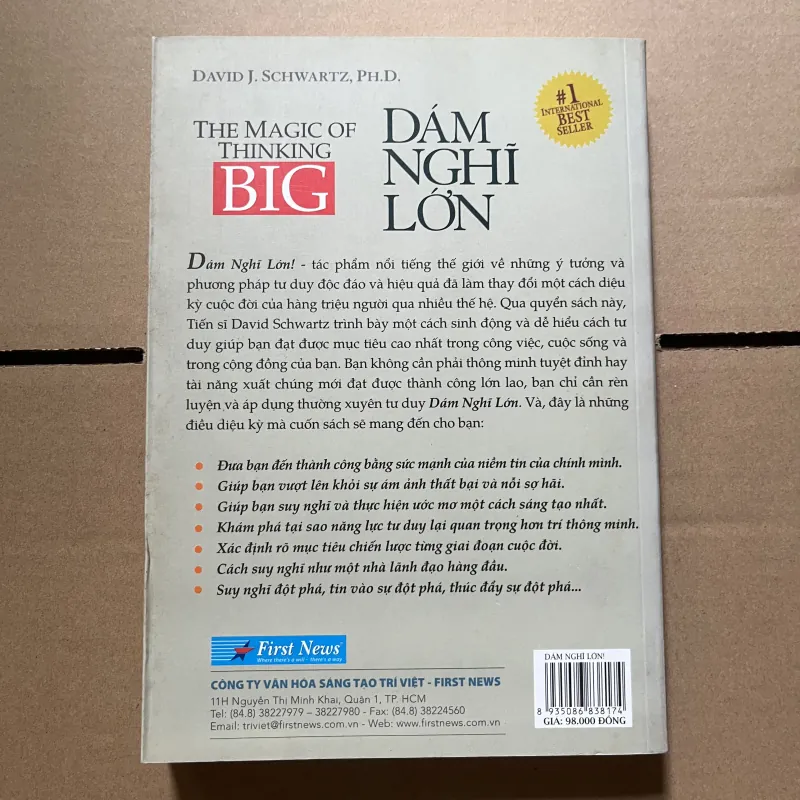 DAVID J. SCHWARTZ, PH.D.
#1
INTERNATIONAL
BEST
SELLER
THE MAGIC OF
THINKING
BIG
DÁM
NGHĨ
LỚN
Dám Nghĩ Lớn! - tác phẩm nổi tiếng thế giới về những ý tưởng và
phương pháp tư duy độc đáo và hiệu quả đã làm thay đổi một cách diệu
kỳ cuộc đời của hàng triệu người qua nhiều thế hệ. Qua quyển sách này,
Tiến sĩ David Schwartz trình bày một cách sinh động và dễ hiểu cách tư
duy giúp bạn đạt được mục tiêu cao nhất trong công việc, cuộc sống và
trong cộng đồng của bạn. Bạn không cần phải thông minh tuyệt đỉnh hay
tài năng xuất chúng mới đạt được thành công lớn lao, bạn chỉ cần rèn
luyện và áp dụng thường xuyên tư duy Dám Nghĩ Lớn. Và, đây là những
điều diệu kỳ mà cuốn sách sẽ mang đến cho bạn:
• Đưa bạn đến thành công bằng sức mạnh của niềm tin của chính mình.
• Giúp bạn vượt lên khỏi sự ám ảnh thất bại và nỗi sợ hãi.
• Giúp bạn suy nghĩ và thực hiện ước mơ một cách sáng tạo nhất.
• Khám phá tại sao năng lực tư duy lại quan trọng hơn trí thông minh.
• Xác định rõ mục tiêu chiến lược từng giai đoạn cuộc đời.
• Cách suy nghĩ như một nhà lãnh đạo hàng đầu.
• Suy nghĩ đột phá, tin vào sự đột phá, thúc đẩy sự đột phá...
First News
Where there's a will - there's a way
CÔNG TY VĂN HÓA SÁNG TẠO TRÍ VIỆT - FIRST NEWS
11H Nguyễn Thị Minh Khai, Quận 1, TP. HCM
Tel: (84.8) 38227979 – 38227980 - Fax: (84.8) 38224560
Email: triviet@firstnews.com.vn - Web: www.firstnews.com.vn
DÁM NGHĨ LỚN!
8 935086 838174
GIÁ: 98.000 ĐỒNG